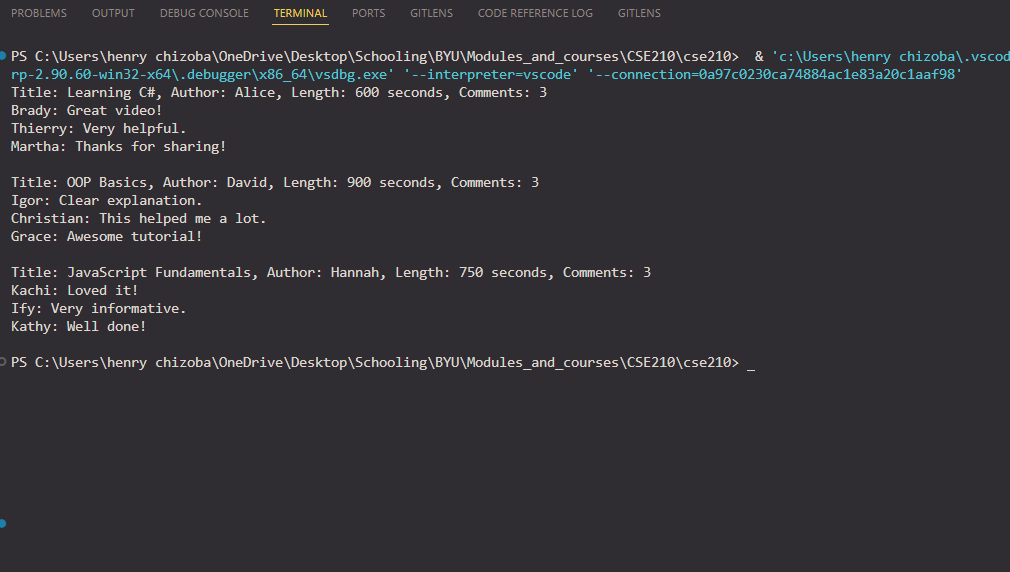 PROBLEMS OUTPUT DEBUG CONSOLE TERMINAL PORTS GITLENS CODE REFERENCE LOG GITLENS
PS C:\Users\henry chizoba\OneDrive\Desktop\Schooling\BYU\Modules_and_courses\CSE210\cse210>  & 'c:\Users\henry chizoba\.vscod
rp-2.90.60-win32-x64\.debugger\x86_64\vsdbg.exe' '--interpreter=vscode' '--connection=0a97c0230ca74884ac1e83a20c1aaf98'
Title: Learning C#, Author: Alice, Length: 600 seconds, Comments: 3
Brady: Great video!
Thierry: Very helpful.
Martha: Thanks for sharing!
Title: OOP Basics, Author: David, Length: 900 seconds, Comments: 3
Igor: Clear explanation.
Christian: This helped me a lot.
Grace: Awesome tutorial!
Title: JavaScript Fundamentals, Author: Hannah, Length: 750 seconds, Comments: 3
Kachi: Loved it!
Ify: Very informative.
Kathy: Well done!
PS C:\Users\henry chizoba\OneDrive\Desktop\Schooling\BYU\Modules_and_courses\CSE210\cse210> _